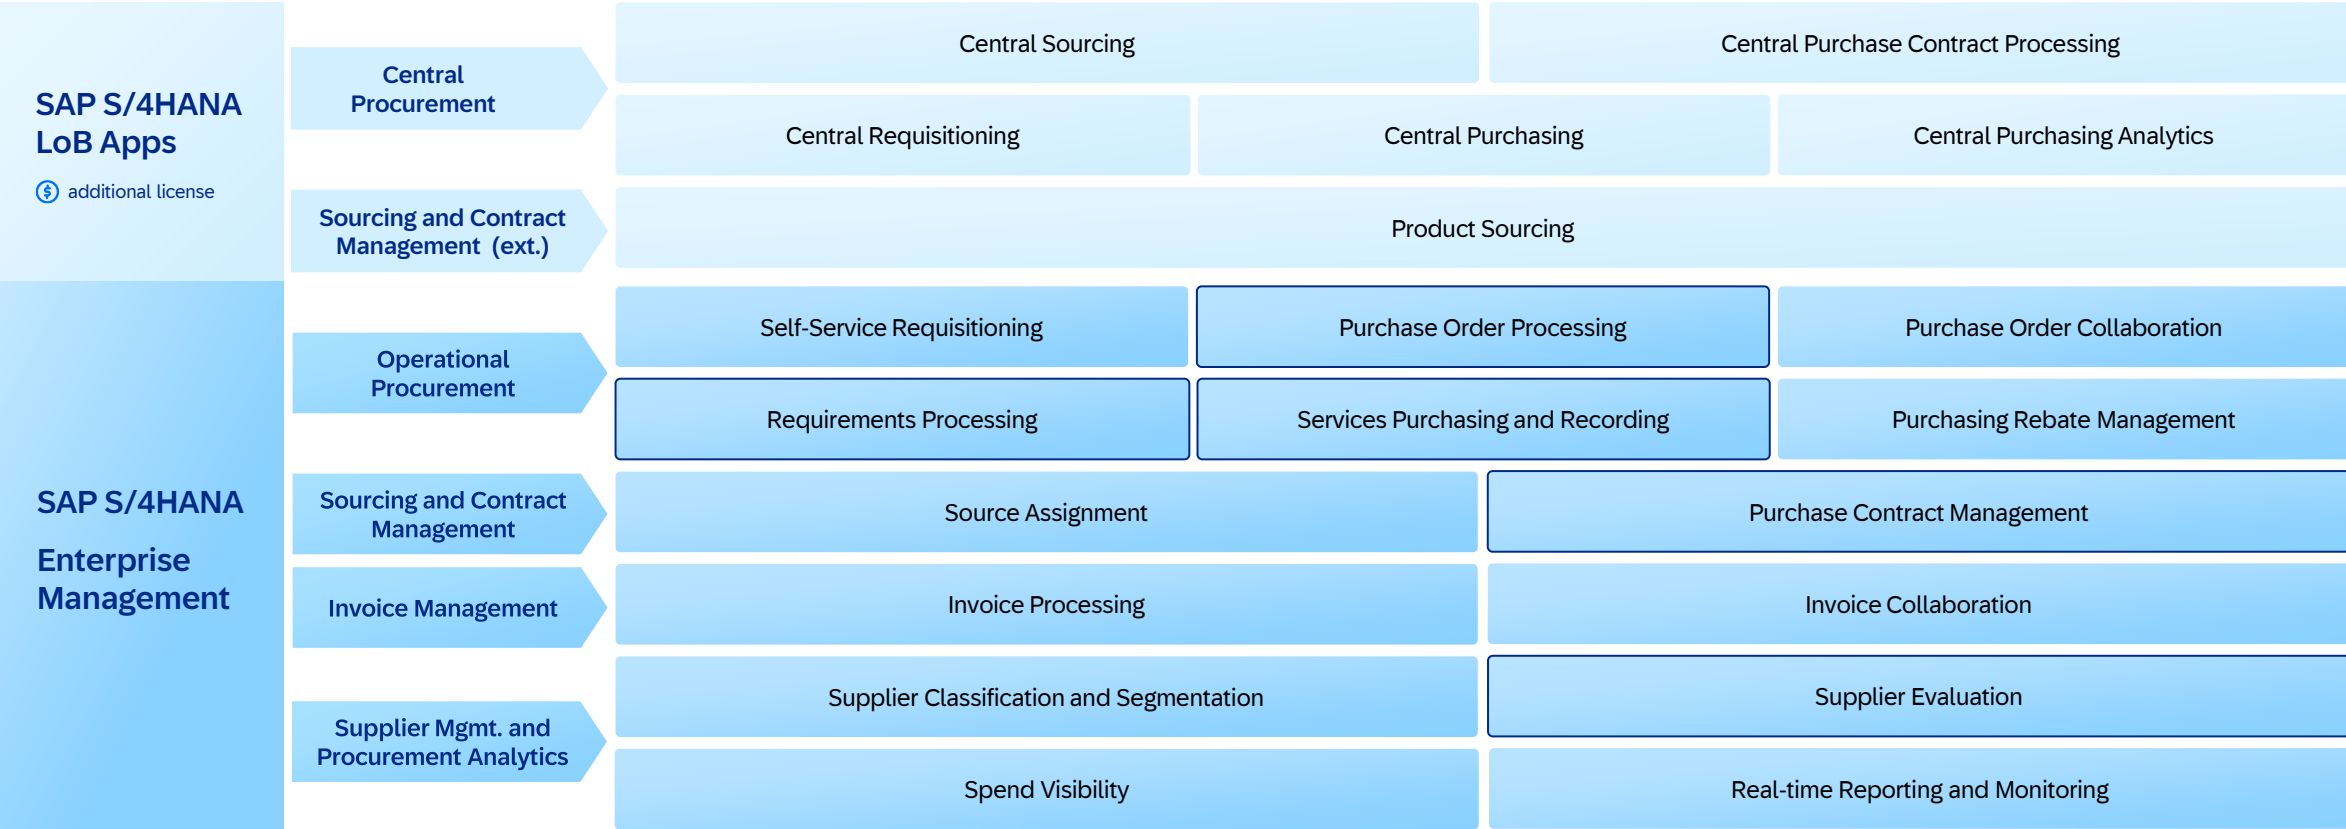 SAP S/4HANA
LoB Apps
additional license
Central
Procurement
Central Sourcing
Central Purchase Contract Processing
Central Requisitioning
Central Purchasing
Central Purchasing Analytics
Sourcing and Contract
Management (ext.)
Product Sourcing
SAP S/4HANA
Enterprise
Management
Operational
Procurement
Self-Service Requisitioning
Purchase Order Processing
Purchase Order Collaboration
Requirements Processing
Services Purchasing and Recording
Purchasing Rebate Management
Sourcing and Contract
Management
Source Assignment
Purchase Contract Management
Invoice Management
Invoice Processing
Invoice Collaboration
Supplier Mgmt. and
Procurement Analytics
Supplier Classification and Segmentation
Supplier Evaluation
Spend Visibility
Real-time Reporting and Monitoring